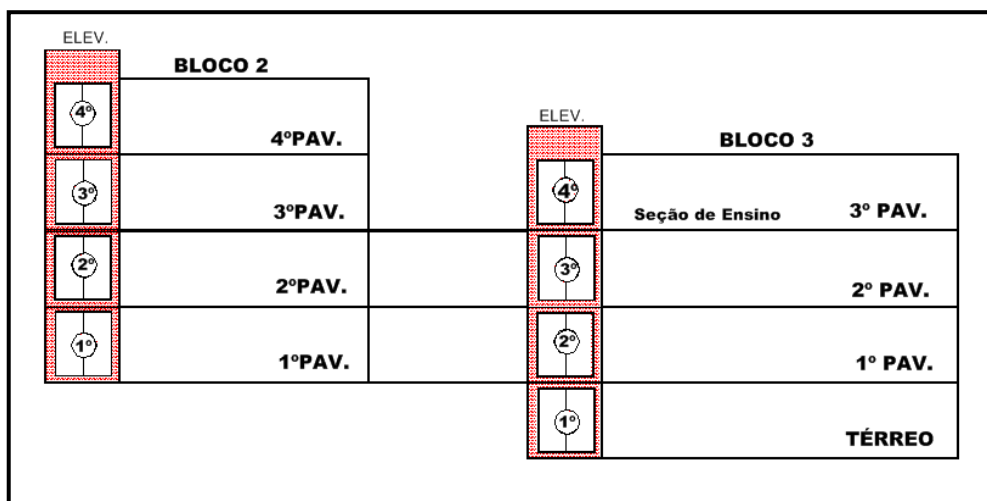 ELEV.
BLOCO 2
4º
4ºPAV.
3º
3ºPAV.
2º
2ºPAV.
1º
1ºPAV.
ELEV.
BLOCO 3
4º
Seção de Ensino 3º PAV.
3º
2º PAV.
2º
1º PAV.
1º
TÉRREO